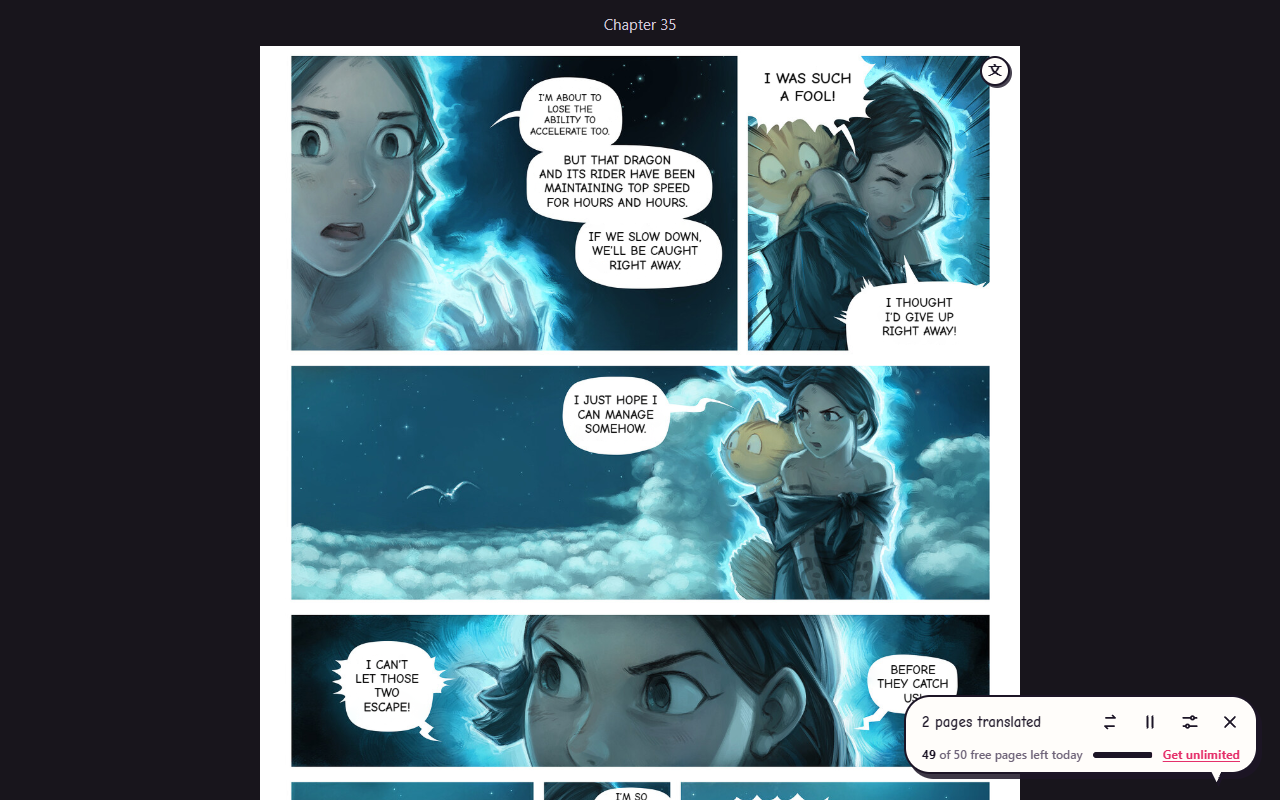 Chapter 35
I'M ABOUT TO
LOSE THE
ABILITY TO
ACCELERATE TOO.
BUT THAT DRAGON
AND ITS RIDER HAVE BEEN
MAINTAINING TOP SPEED
FOR HOURS AND HOURS.
IF WE SLOW DOWN,
WE'LL BE CAUGHT
RIGHT AWAY.
I WAS SUCH
A FOOL!
文
I THOUGHT
I'D GIVE UP
RIGHT AWAY!
I JUST HOPE I
CAN MANAGE
SOMEHOW.
I CAN'T
LET THOSE
TWO
ESCAPE!
BEFORE
THEY CATCH
US!
I'M SO
2 pages translated
49 of 50 free pages left today
Get unlimited